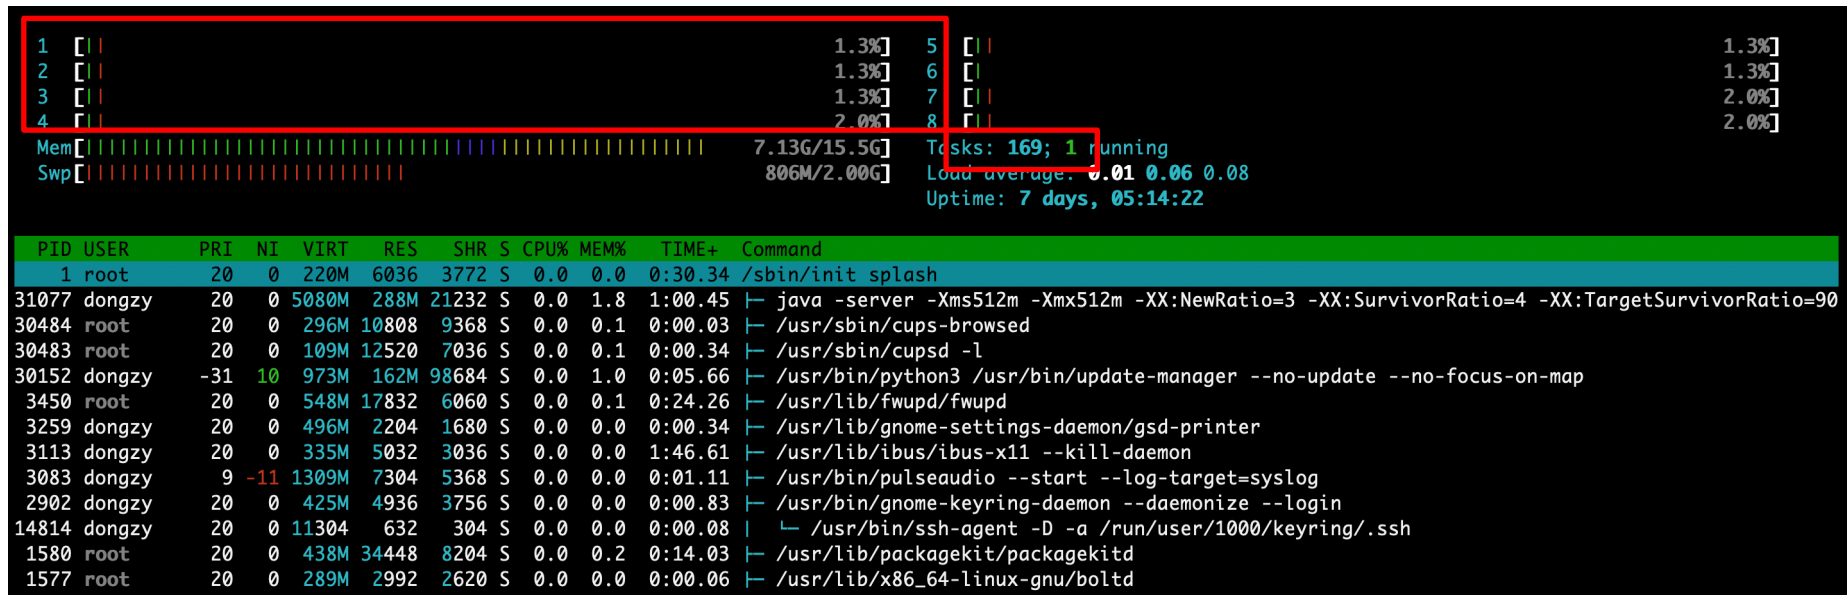 1 [|| 1.3%] 5 [|| 1.3%]
2 [|| 1.3%] 6 [| 1.3%]
3 [|| 1.3%] 7 [|| 2.0%]
4 [|| 2.0%] 8 [|| 2.0%]
Mem[ 7.13G/15.5G] Tasks: 169; 1 running
Swp[ 806M/2.00G] Load average: 0.01 0.06 0.08
Uptime: 7 days, 05:14:22
PID USER PRI NI VIRT RES SHR S CPU% MEM% TIME+ Command
1 root 20 0 220M 6036 3772 S 0.0 0.0 0:30.34 /sbin/init splash
31077 dongzy 20 0 5080M 288M 21232 S 0.0 1.8 1:00.45 ├─ java -server -Xms512m -Xmx512m -XX:NewRatio=3 -XX:SurvivorRatio=4 -XX:TargetSurvivorRatio=90
30484 root 20 0 296M 10808 9368 S 0.0 0.1 0:00.03 ├─ /usr/sbin/cups-browsed
30483 root 20 0 109M 12520 7036 S 0.0 0.1 0:00.34 ├─ /usr/sbin/cupsd -l
30152 dongzy -31 10 973M 162M 98684 S 0.0 1.0 0:05.66 ├─ /usr/bin/python3 /usr/bin/update-manager --no-update --no-focus-on-map
3450 root 20 0 548M 17832 6060 S 0.0 0.1 0:24.26 ├─ /usr/lib/fwupd/fwupd
3259 dongzy 20 0 496M 2204 1680 S 0.0 0.0 0:00.34 ├─ /usr/lib/gnome-settings-daemon/gsd-printer
3113 dongzy 20 0 335M 5032 3036 S 0.0 0.0 1:46.61 ├─ /usr/lib/ibus/ibus-x11 --kill-daemon
3083 dongzy 9 -11 1309M 7304 5368 S 0.0 0.0 0:01.11 ├─ /usr/bin/pulseaudio --start --log-target=syslog
2902 dongzy 20 0 425M 4936 3756 S 0.0 0.0 0:00.83 ├─ /usr/bin/gnome-keyring-daemon --daemonize --login
14814 dongzy 20 0 11304 632 304 S 0.0 0.0 0:00.08 │ └─ /usr/bin/ssh-agent -D -a /run/user/1000/keyring/.ssh
1580 root 20 0 438M 34448 8204 S 0.0 0.2 0:14.03 ├─ /usr/lib/packagekit/packagekitd
1577 root 20 0 289M 2992 2620 S 0.0 0.0 0:00.06 ├─ /usr/lib/x86_64-linux-gnu/boltd